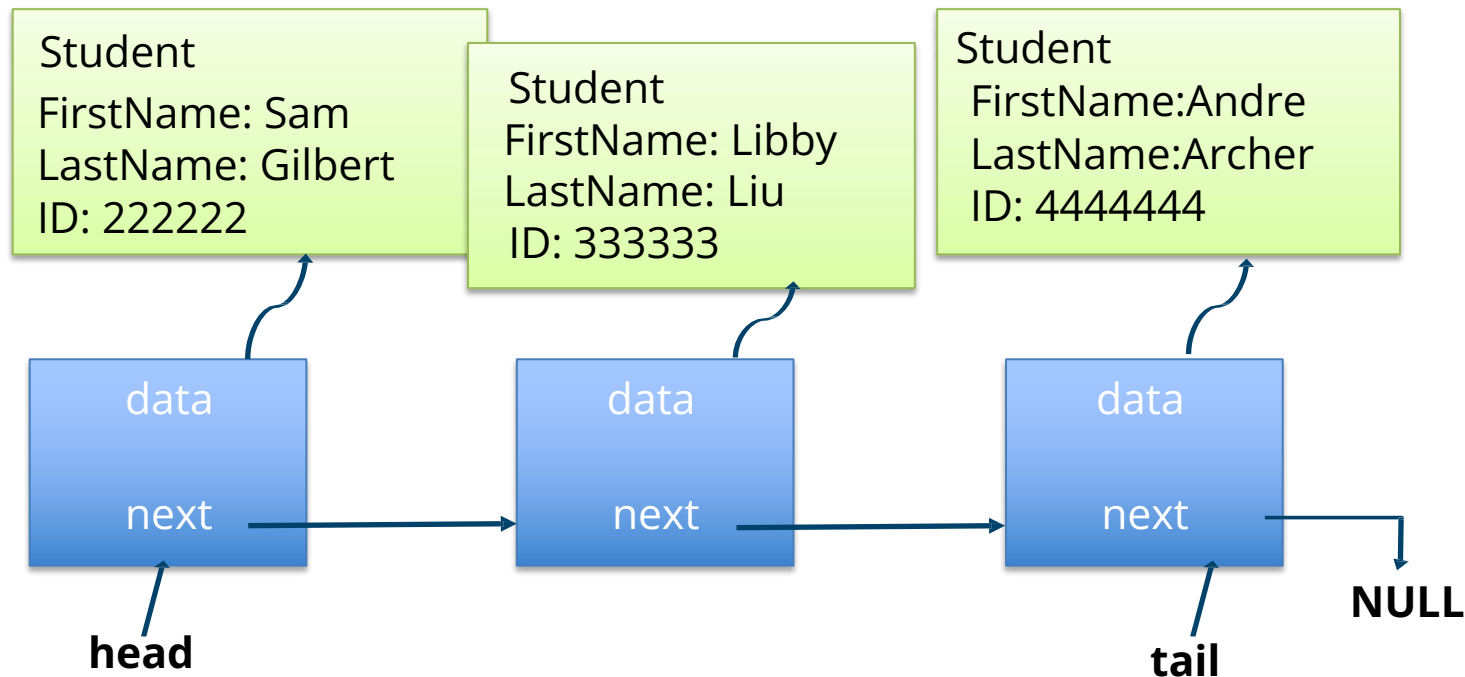 Student
FirstName: Sam
LastName: Gilbert
ID: 222222
Student
FirstName: Libby
LastName: Liu
ID: 333333
Student
FirstName:Andre
LastName:Archer
ID: 4444444
data
next
data
next
data
next
head
tail
NULL